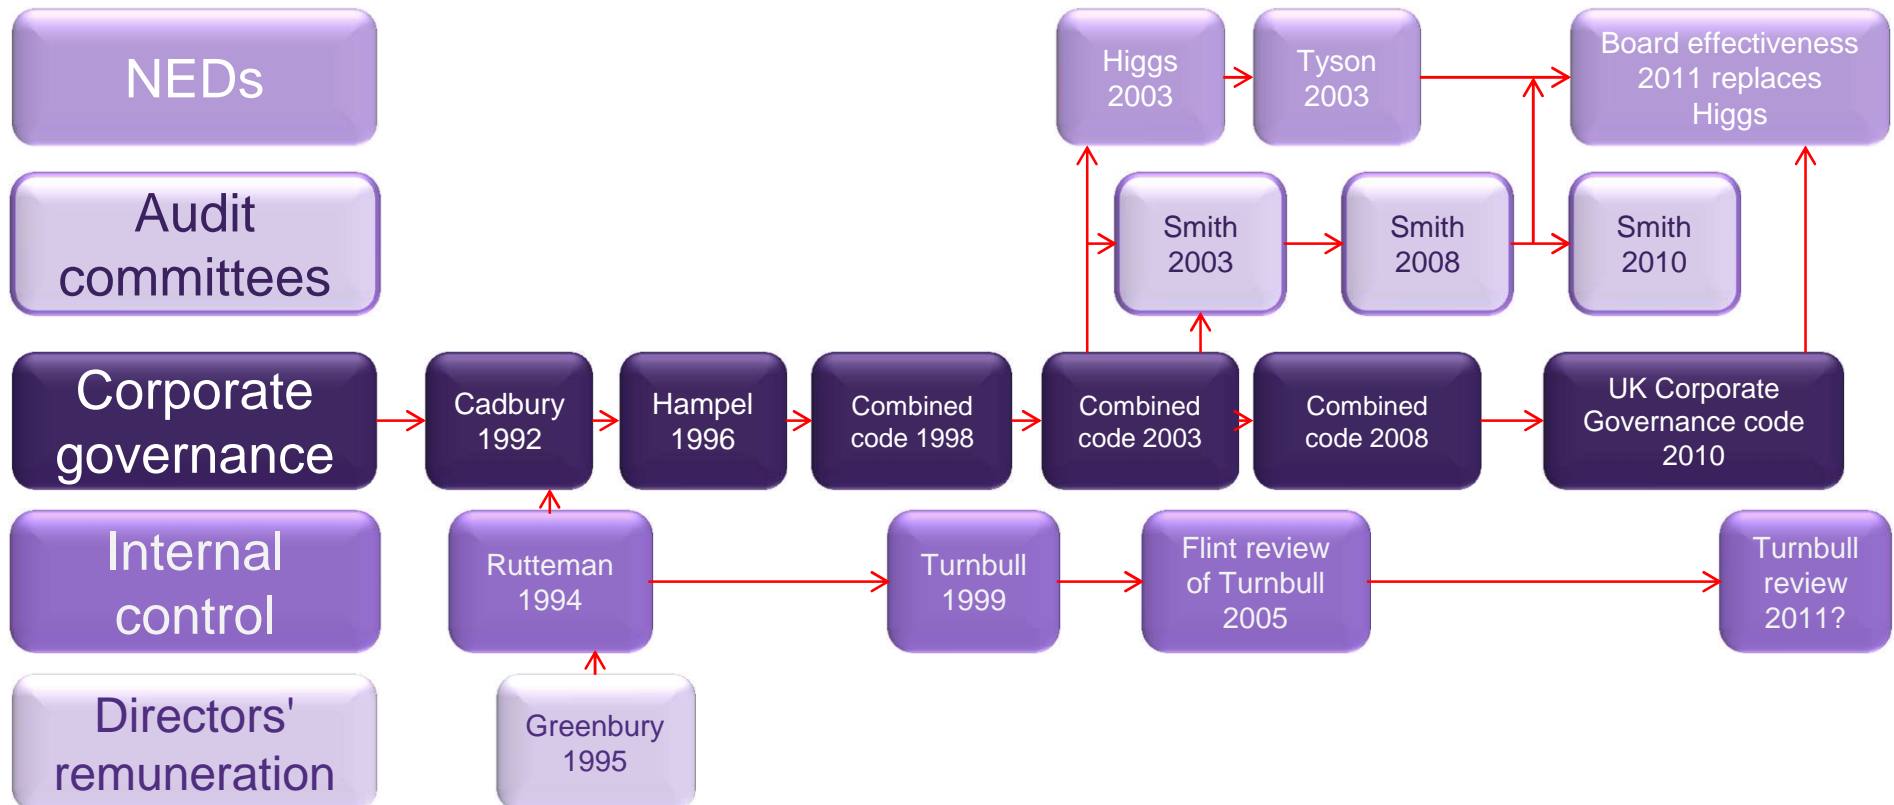 NEDs
Higgs
2003
Tyson
2003
Board effectiveness
2011 replaces
Higgs
Audit
committees
Smith
2003
Smith
2008
Smith
2010
Corporate
governance
Cadbury
1992
Hampel
1996
Combined
code 1998
Combined
code 2003
Combined
code 2008
UK Corporate
Governance code
2010
Internal
control
Rutteman
1994
Turnbull
1999
Flint review
of Turnbull
2005
Turnbull
review
2011?
Directors'
remuneration
Greenbury
1995